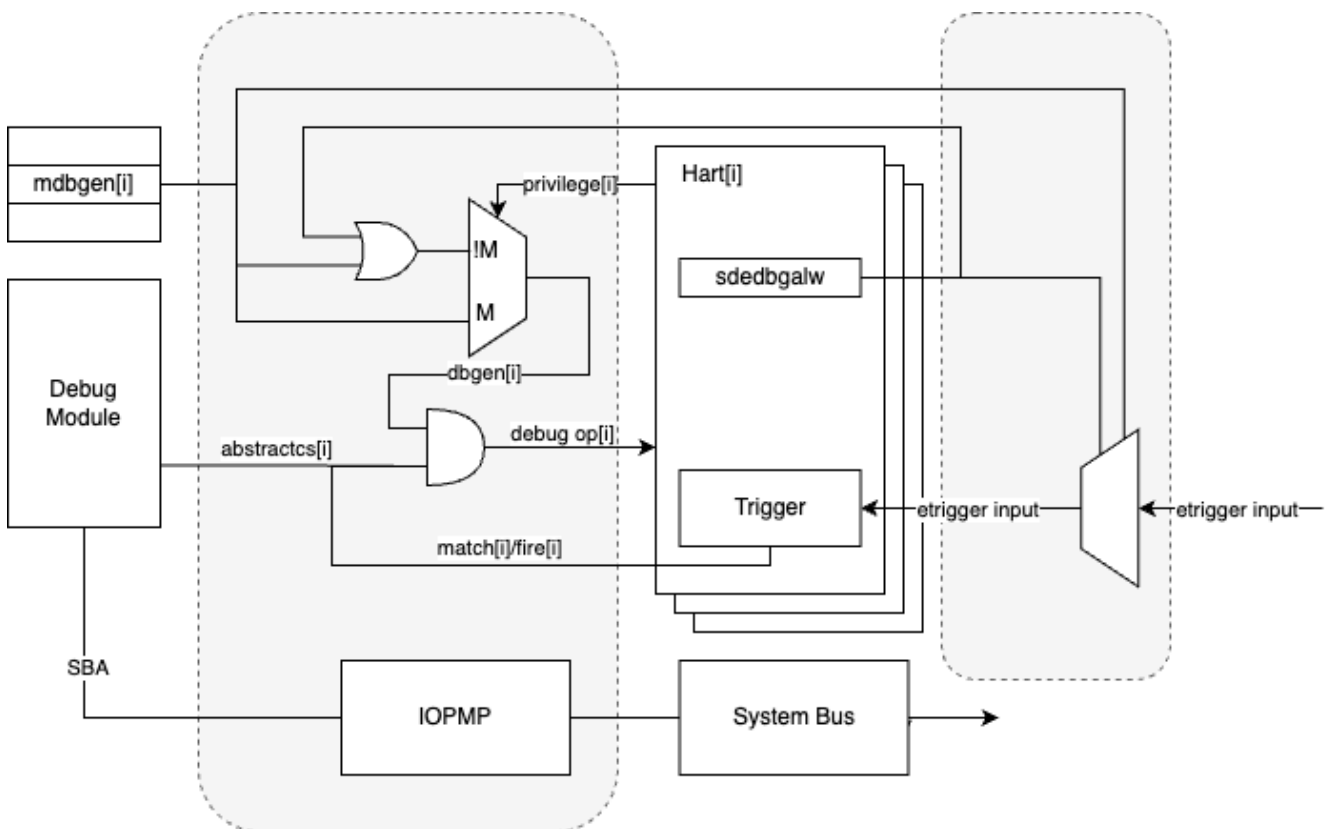 mdbgen[i]
privilege[i]
Hart[i]
!M
M
sdedbgalw
dbgen[i]
Debug
Module
abstractcs[i]
debug op[i]
Trigger
etrigger input
etrigger input
match[i]/fire[i]
SBA
IOPMP
System Bus